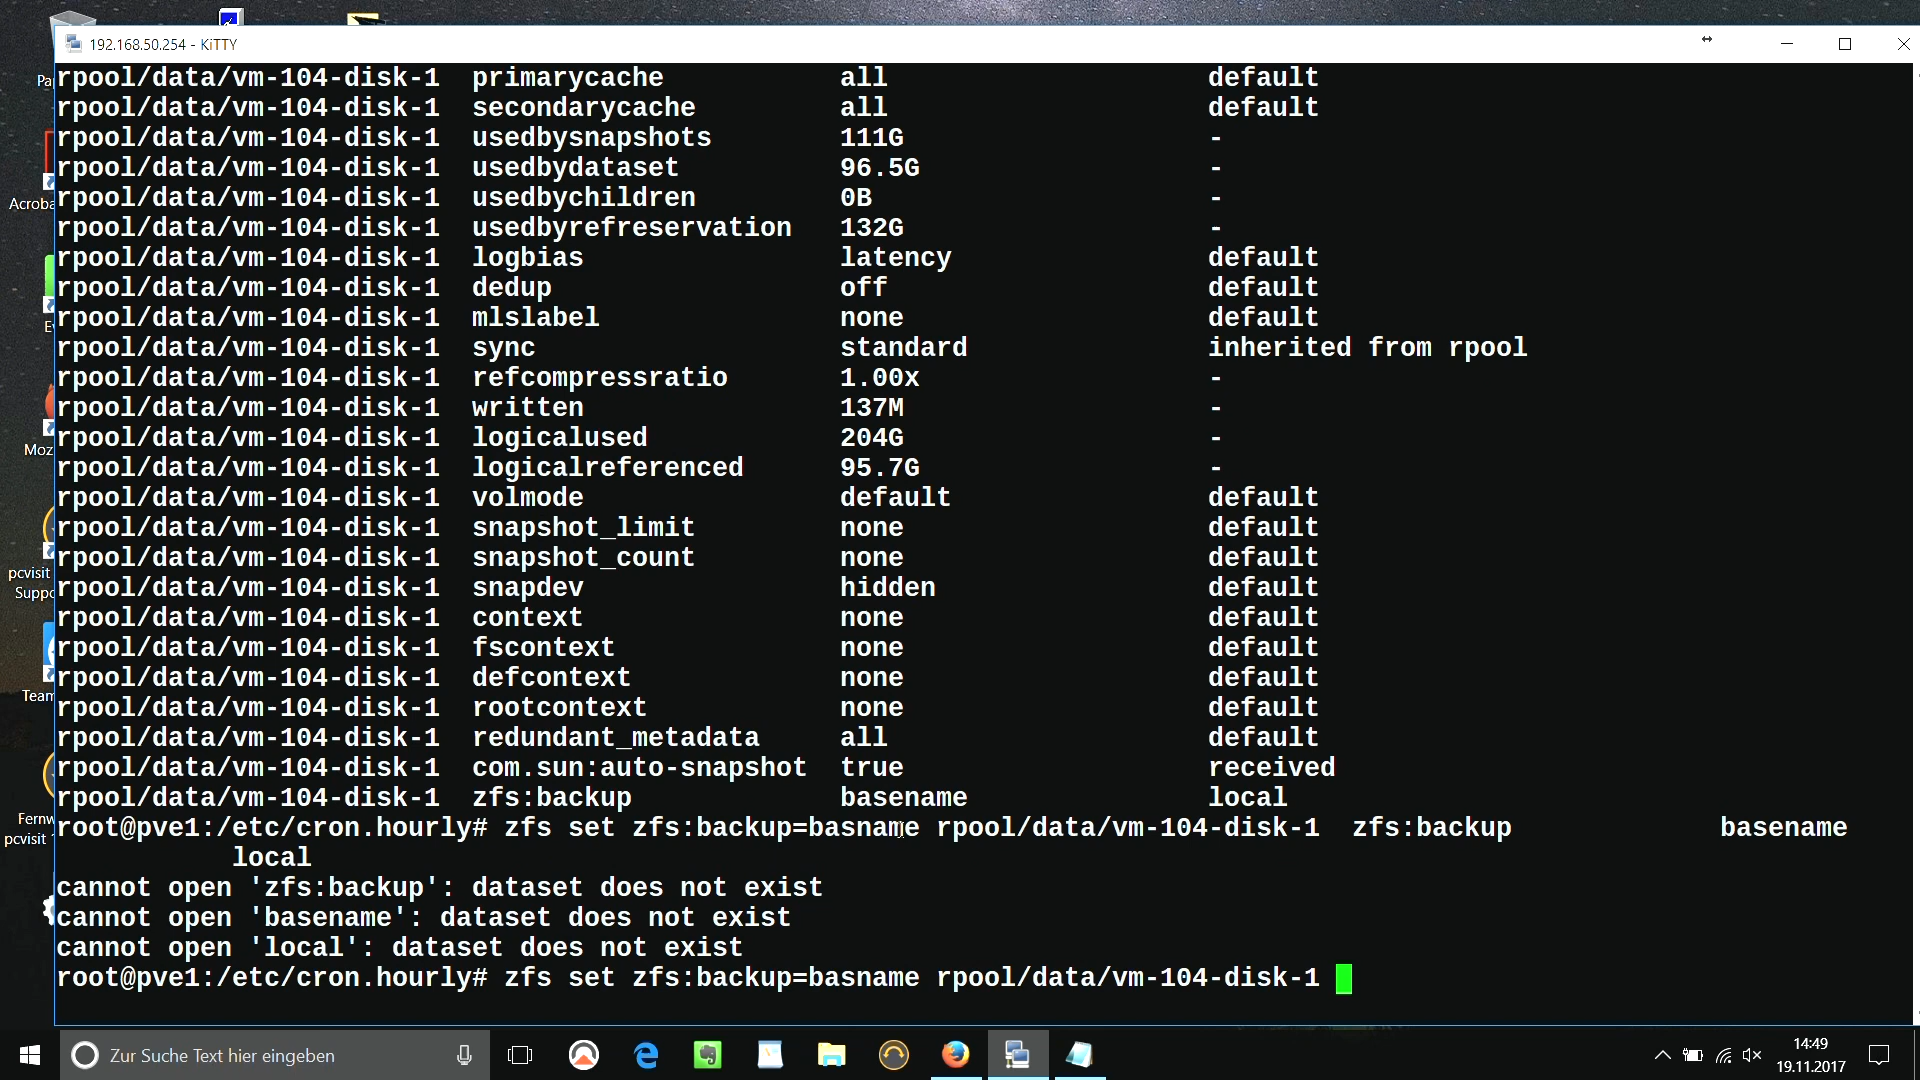 192.168.50.254 - KiTTY
rpool/data/vm-104-disk-1 primarycache all default
rpool/data/vm-104-disk-1 secondarycache all default
rpool/data/vm-104-disk-1 usedbysnapshots 111G -
rpool/data/vm-104-disk-1 usedbydataset 96.5G -
rpool/data/vm-104-disk-1 usedbychildren 0B -
rpool/data/vm-104-disk-1 usedbyrefreservation 132G -
rpool/data/vm-104-disk-1 logbias latency default
rpool/data/vm-104-disk-1 dedup off default
rpool/data/vm-104-disk-1 mlslabel none default
rpool/data/vm-104-disk-1 sync standard inherited from rpool
rpool/data/vm-104-disk-1 refcompressratio 1.00x -
rpool/data/vm-104-disk-1 written 137M -
rpool/data/vm-104-disk-1 logicalused 204G -
rpool/data/vm-104-disk-1 logicalreferenced 95.7G -
rpool/data/vm-104-disk-1 volmode default default
rpool/data/vm-104-disk-1 snapshot_limit none default
rpool/data/vm-104-disk-1 snapshot_count none default
rpool/data/vm-104-disk-1 snapdev hidden default
rpool/data/vm-104-disk-1 context none default
rpool/data/vm-104-disk-1 fscontext none default
rpool/data/vm-104-disk-1 defcontext none default
rpool/data/vm-104-disk-1 rootcontext none default
rpool/data/vm-104-disk-1 redundant_metadata all default
rpool/data/vm-104-disk-1 com.sun:auto-snapshot true received
rpool/data/vm-104-disk-1 zfs:backup basename local
root@pve1:/etc/cron.hourly# zfs set zfs:backup=basname rpool/data/vm-104-disk-1 zfs:backup basename
local
cannot open 'zfs:backup': dataset does not exist
cannot open 'basename': dataset does not exist
cannot open 'local': dataset does not exist
root@pve1:/etc/cron.hourly# zfs set zfs:backup=basname rpool/data/vm-104-disk-1
Acroba
Moz
pcvisit
Suppo
Team
Fernw
pcvisit
Zur Suche Text hier eingeben
14:49
19.11.2017